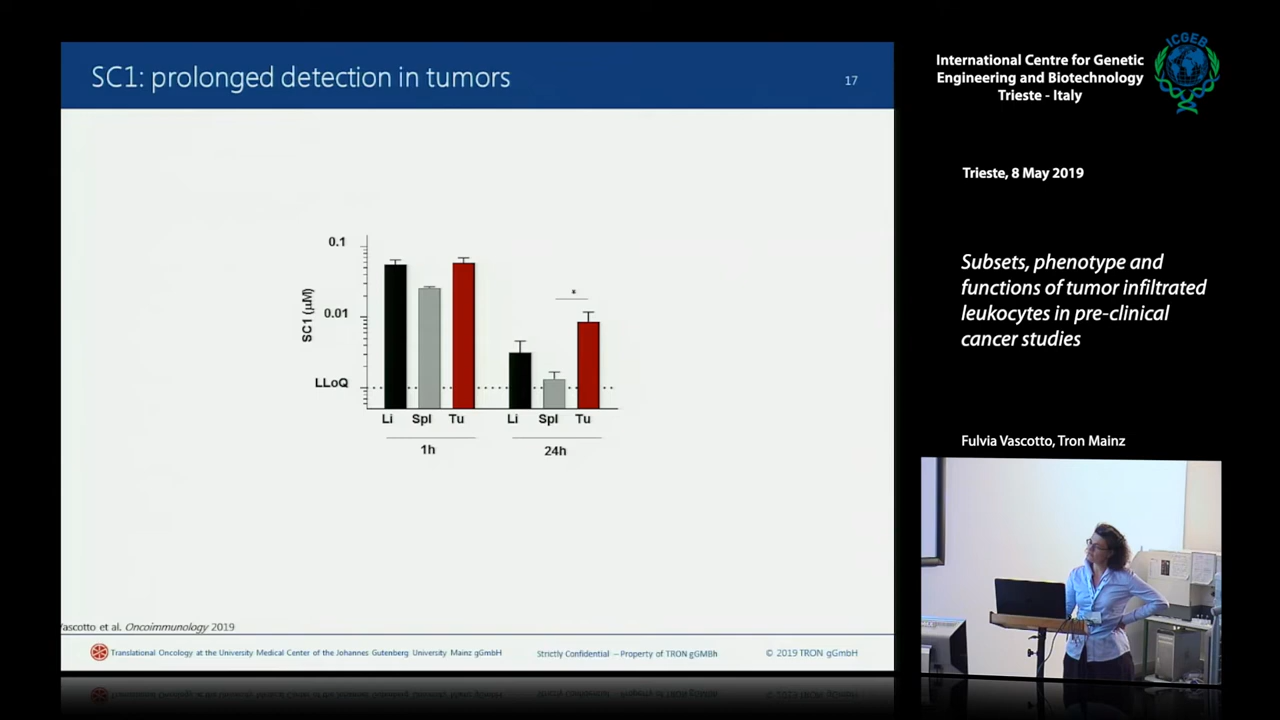 SC1: prolonged detection in tumors
17
0.1
0.01
LLoQ
SC1 (µM)
*
Li Spl Tu Li Spl Tu
1h 24h
Vascotto et al. Oncoimmunology 2019
Translational Oncology at the University Medical Center of the Johannes Gutenberg University Mainz gGmbH
Strictly Confidential – Property of TRON gGMBh
© 2019 TRON gGmbH
International Centre for Genetic
Engineering and Biotechnology
Trieste - Italy
ICGEB
Trieste, 8 May 2019
Subsets, phenotype and
functions of tumor infiltrated
leukocytes in pre-clinical
cancer studies
Fulvia Vascotto, Tron Mainz